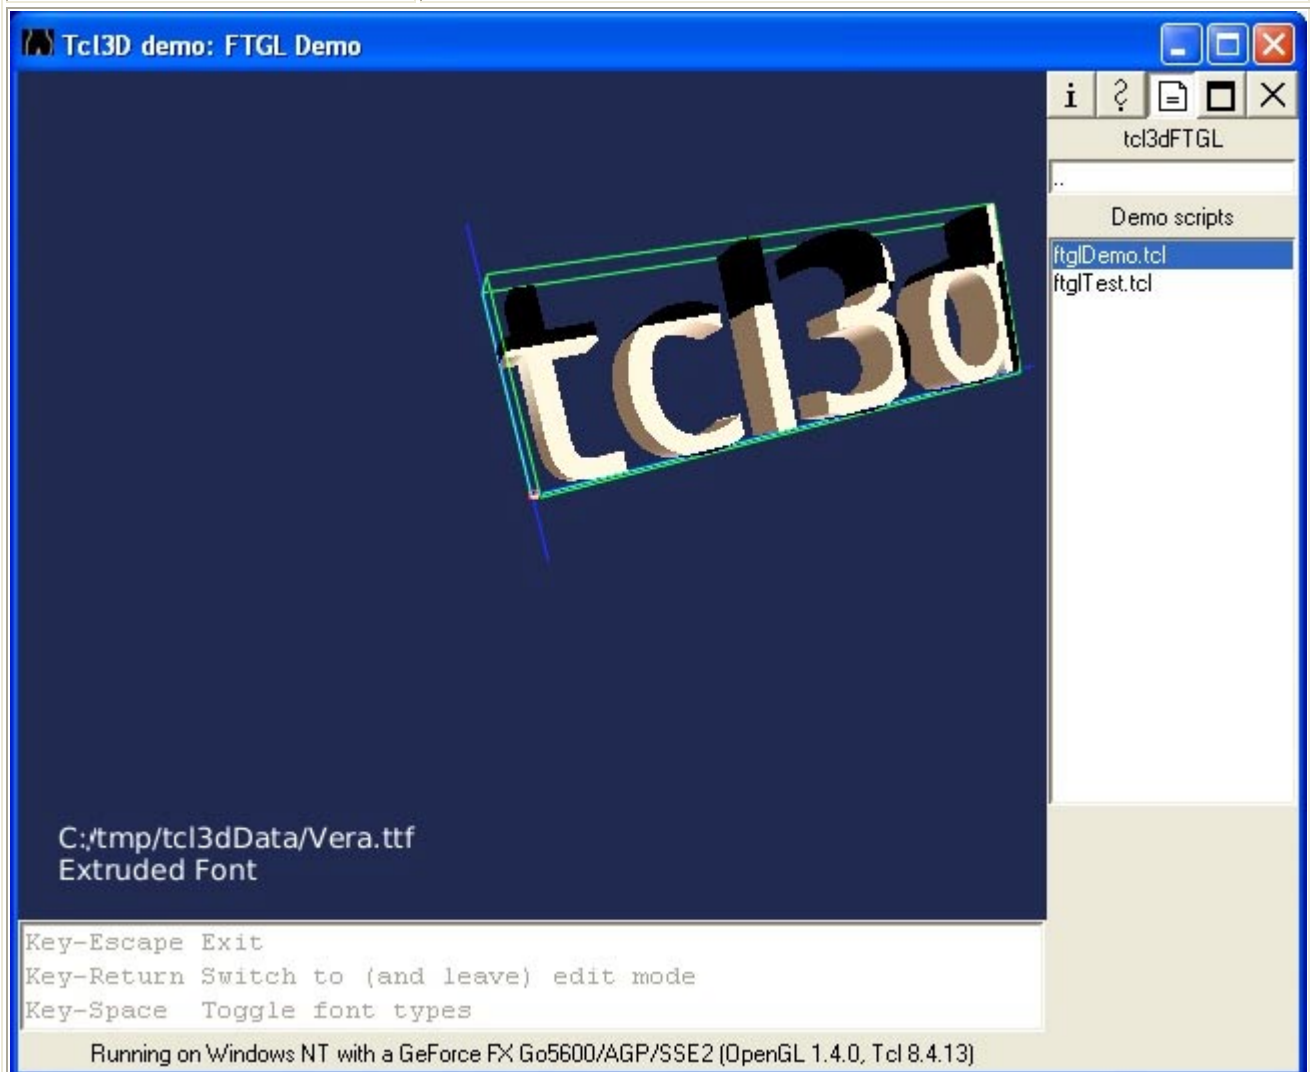 Tcl3D demo: FTGL Demo
i ?
tcl3dFTGL
..
Demo scripts
ftglDemo.tcl
ftglTest.tcl
tcl3d
C:/tmp/tcl3dData/Vera.ttf
Extruded Font
Key-Escape Exit
Key-Return Switch to (and leave) edit mode
Key-Space  Toggle font types
Running on Windows NT with a GeForce FX Go5600/AGP/SSE2 (OpenGL 1.4.0, Tcl 8.4.13)